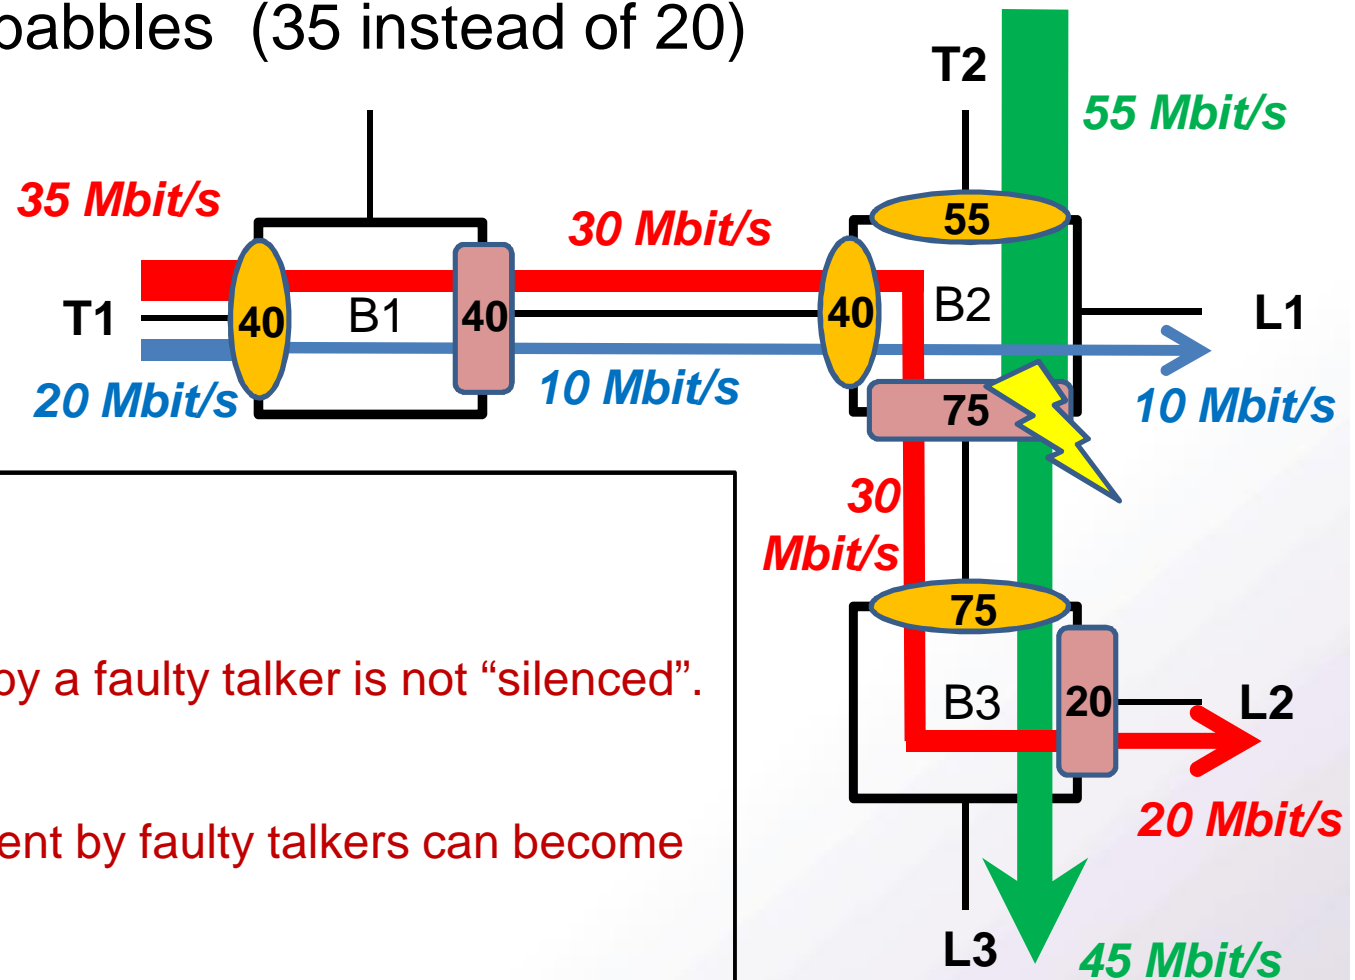 babbles (35 instead of 20)
T2
55 Mbit/s
35 Mbit/s
30 Mbit/s
55
T1
40
B1
40
40
B2
L1
20 Mbit/s
10 Mbit/s
75
10 Mbit/s
30
Mbit/s
75
by a faulty talker is not “silenced”.
B3
20
L2
20 Mbit/s
ent by faulty talkers can become
L3
45 Mbit/s